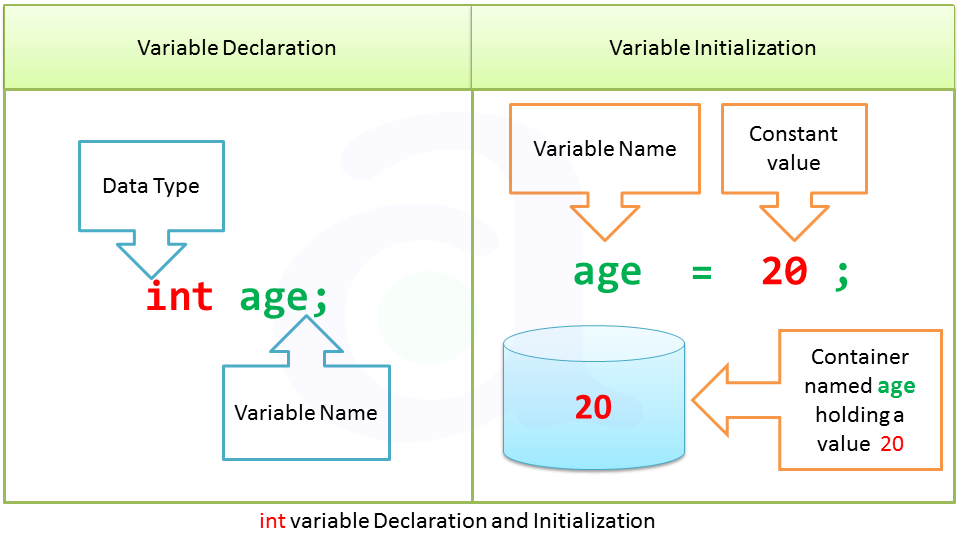 Variable Declaration
Variable Initialization
Data Type
int age;
Variable Name
Variable Name
Constant
value
age = 20 ;
20
Container
named age
holding a
value 20
int variable Declaration and Initialization